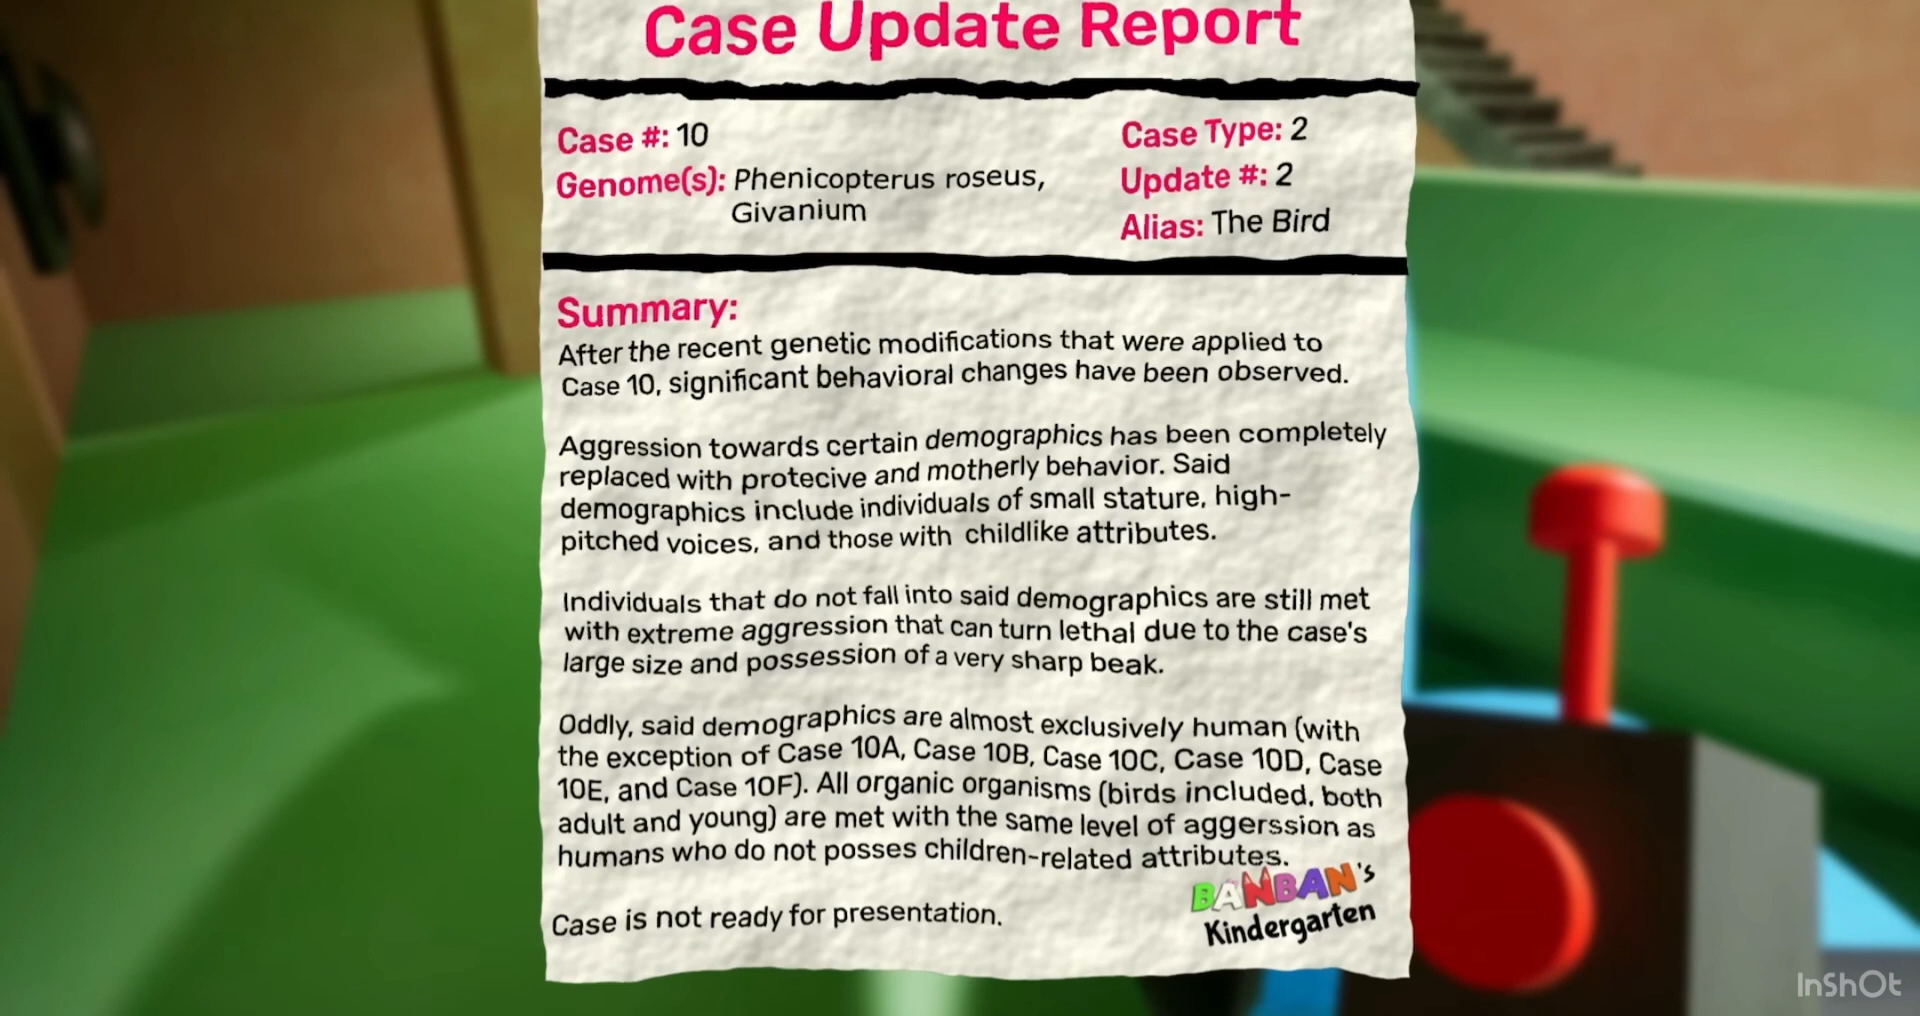 Case Update Report
Case #: 10
Case Type: 2
Genome(s): Phenicopterus roseus,
Givanium
Update #: 2
Alias: The Bird
Summary:
After the recent genetic modifications that were applied to
Case 10, significant behavioral changes have been observed.
Aggression towards certain demographics has been completely
replaced with protecive and motherly behavior. Said
demographics include individuals of small stature, high-
pitched voices, and those with childlike attributes.
Individuals that do not fall into said demographics are still met
with extreme aggression that can turn lethal due to the case's
large size and possession of a very sharp beak.
Oddly, said demographics are almost exclusively human (with
the exception of Case 10A, Case 10B, Case 10C, Case 10D, Case
10E, and Case 10F). All organic organisms (birds included, both
adult and young) are met with the same level of aggerssion as
humans who do not posses children-related attributes.
Case is not ready for presentation.
BANBAN's
Kindergarten
InShOt